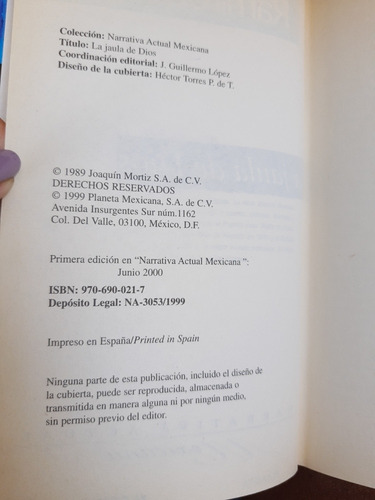 Colección: Narrativa Actual Mexicana
Título: La jaula de Dios
Coordinación editorial: J. Guillermo López
Diseño de la cubierta: Héctor Torres P. de T.
© 1989 Joaquín Mortiz S.A. de C.V.
DERECHOS RESERVADOS
© 1999 Planeta Mexicana, S.A. de C.V.
Avenida Insurgentes Sur núm.1162
Col. Del Valle, 03100, México, D.F.
Primera edición en “Narrativa Actual Mexicana ”:
Junio 2000
ISBN: 970-690-021-7
Depósito Legal: NA-3053/1999
Impreso en España/Printed in Spain
Ninguna parte de esta publicación, incluido el diseño de
la cubierta, puede ser reproducida, almacenada o
transmitida en manera alguna ni por ningún medio,
sin permiso previo del editor.